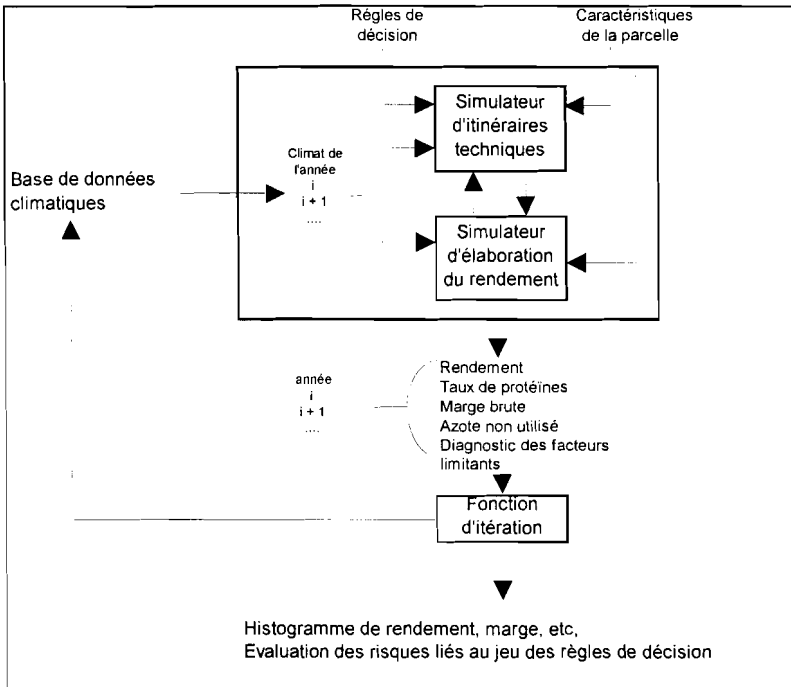 Régles de
décision
Caractéristiques
de la parcelle
Simulateur
d'itinéraires
techniques
Climat de
l'année
i
i + 1
....
Base de données
climatiques
Simulateur
d'élaboration
du rendement
année
i
i + 1
....
Rendement
Taux de protéïnes
Marge brute
Azote non utilisé
Diagnostic des facteurs
limitants
Fonction
d'itération
Histogramme de rendement, marge, etc,
Evaluation des risques liés au jeu des règles de décision